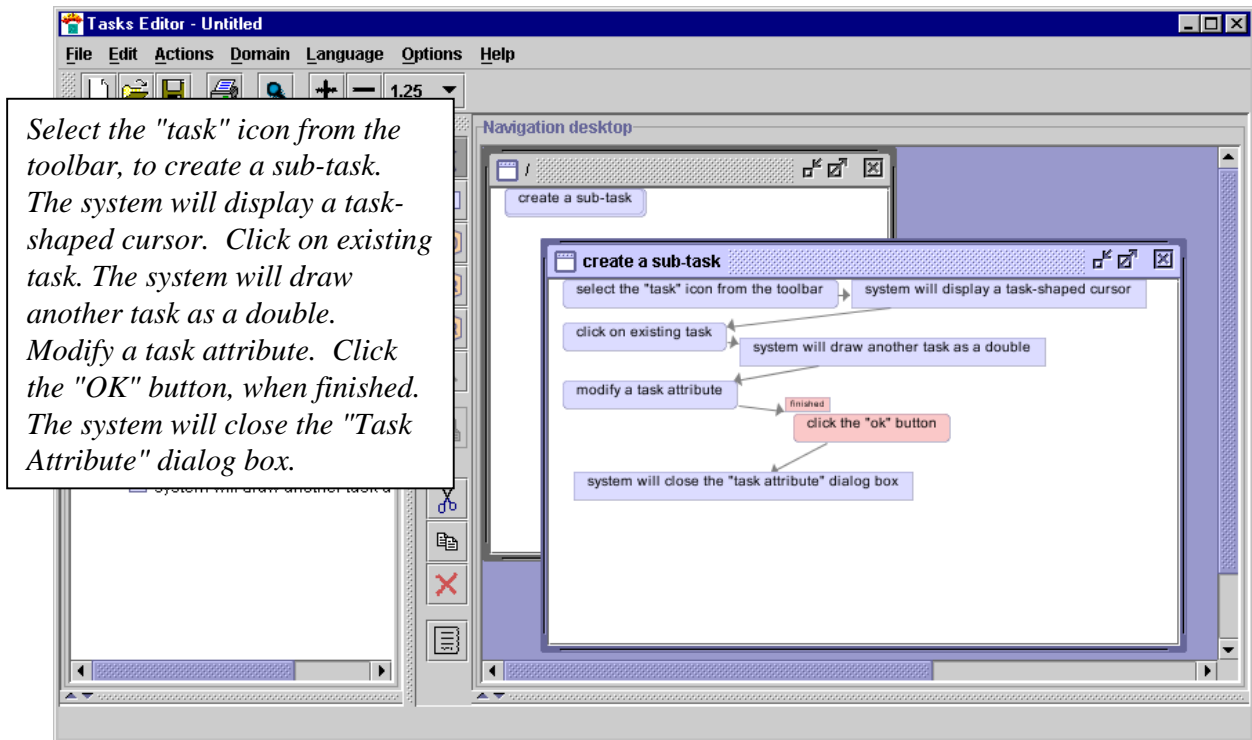 Tasks Editor - Untitled
File Edit Actions Domain Language Options Help
1.25
Select the "task" icon from the
toolbar, to create a sub-task.
The system will display a task-
shaped cursor. Click on existing
task. The system will draw
another task as a double.
Modify a task attribute. Click
the "OK" button, when finished.
The system will close the "Task
Attribute" dialog box.
system will draw another task a
Navigation desktop
/
create a sub-task
create a sub-task
select the "task" icon from the toolbar
system will display a task-shaped cursor
click on existing task
system will draw another task as a double
modify a task attribute
finished
click the "ok" button
system will close the "task attribute" dialog box